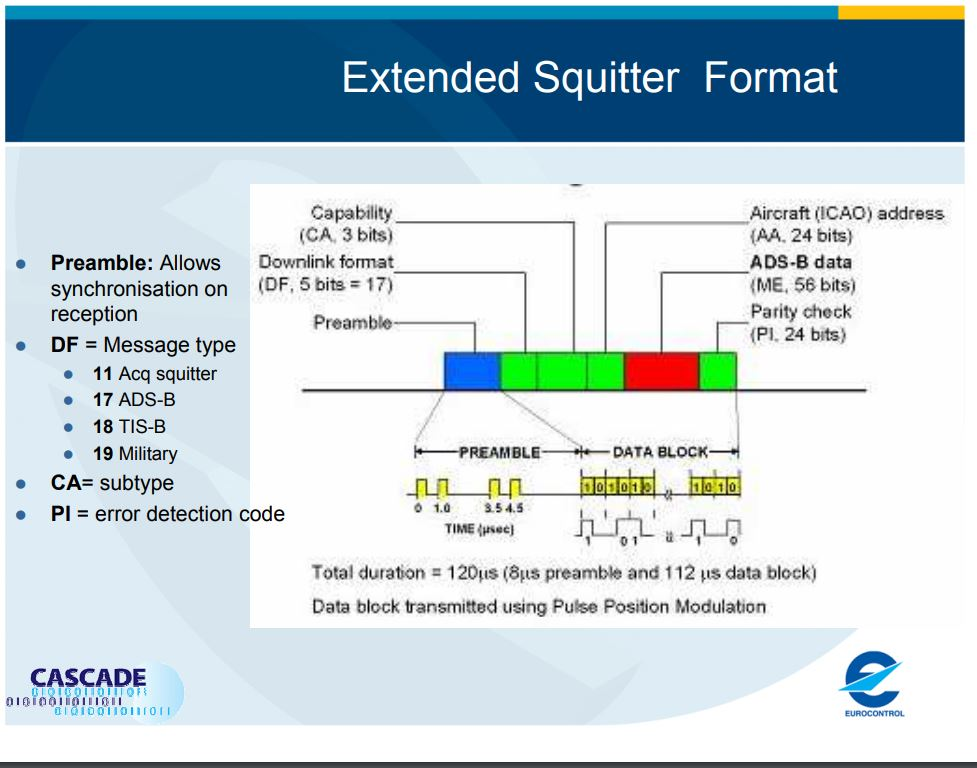 Extended Squitter Format
Preamble: Allows
synchronisation on
reception
DF = Message type
11 Acq squitter
17 ADS-B
18 TIS-B
19 Military
CA= subtype
PI = error detection code
Capability
(CA, 3 bits)
Downlink format
(DF, 5 bits = 17)
Preamble
Aircraft (ICAO) address
(AA, 24 bits)
ADS-B data
(ME, 56 bits)
Parity check
(PI, 24 bits)
PREAMBLE
DATA BLOCK
1 0 1 0 1 0 1 0 1 0
0 1.0 3.5 4.5
TIME (µsec)
1 0 1 1 0
Total duration = 120µs (8µs preamble and 112 µs data block)
Data block transmitted using Pulse Position Modulation
CASCADE
EUROCONTROL